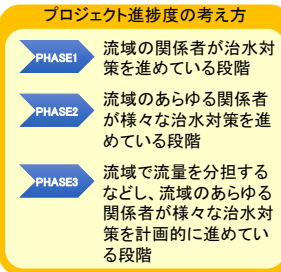 プロジェクト進捗度の考え方
PHASE1
流域の関係者が治水対
策を進めている段階
PHASE2
流域のあらゆる関係者
が様々な治水対策を進
めている段階
PHASE3
流域で流量を分担する
などし、流域のあらゆる
関係者が様々な治水対
策を計画的に進めてい
る段階